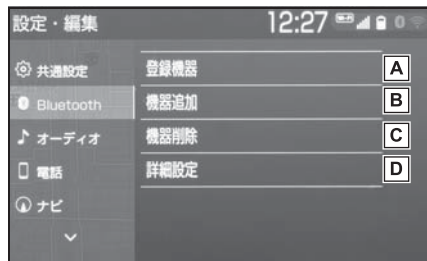 設定・編集 12:27
共通設定
Bluetooth
オーディオ
電話
ナビ
登録機器 A
機器追加 B
機器削除 C
詳細設定 D